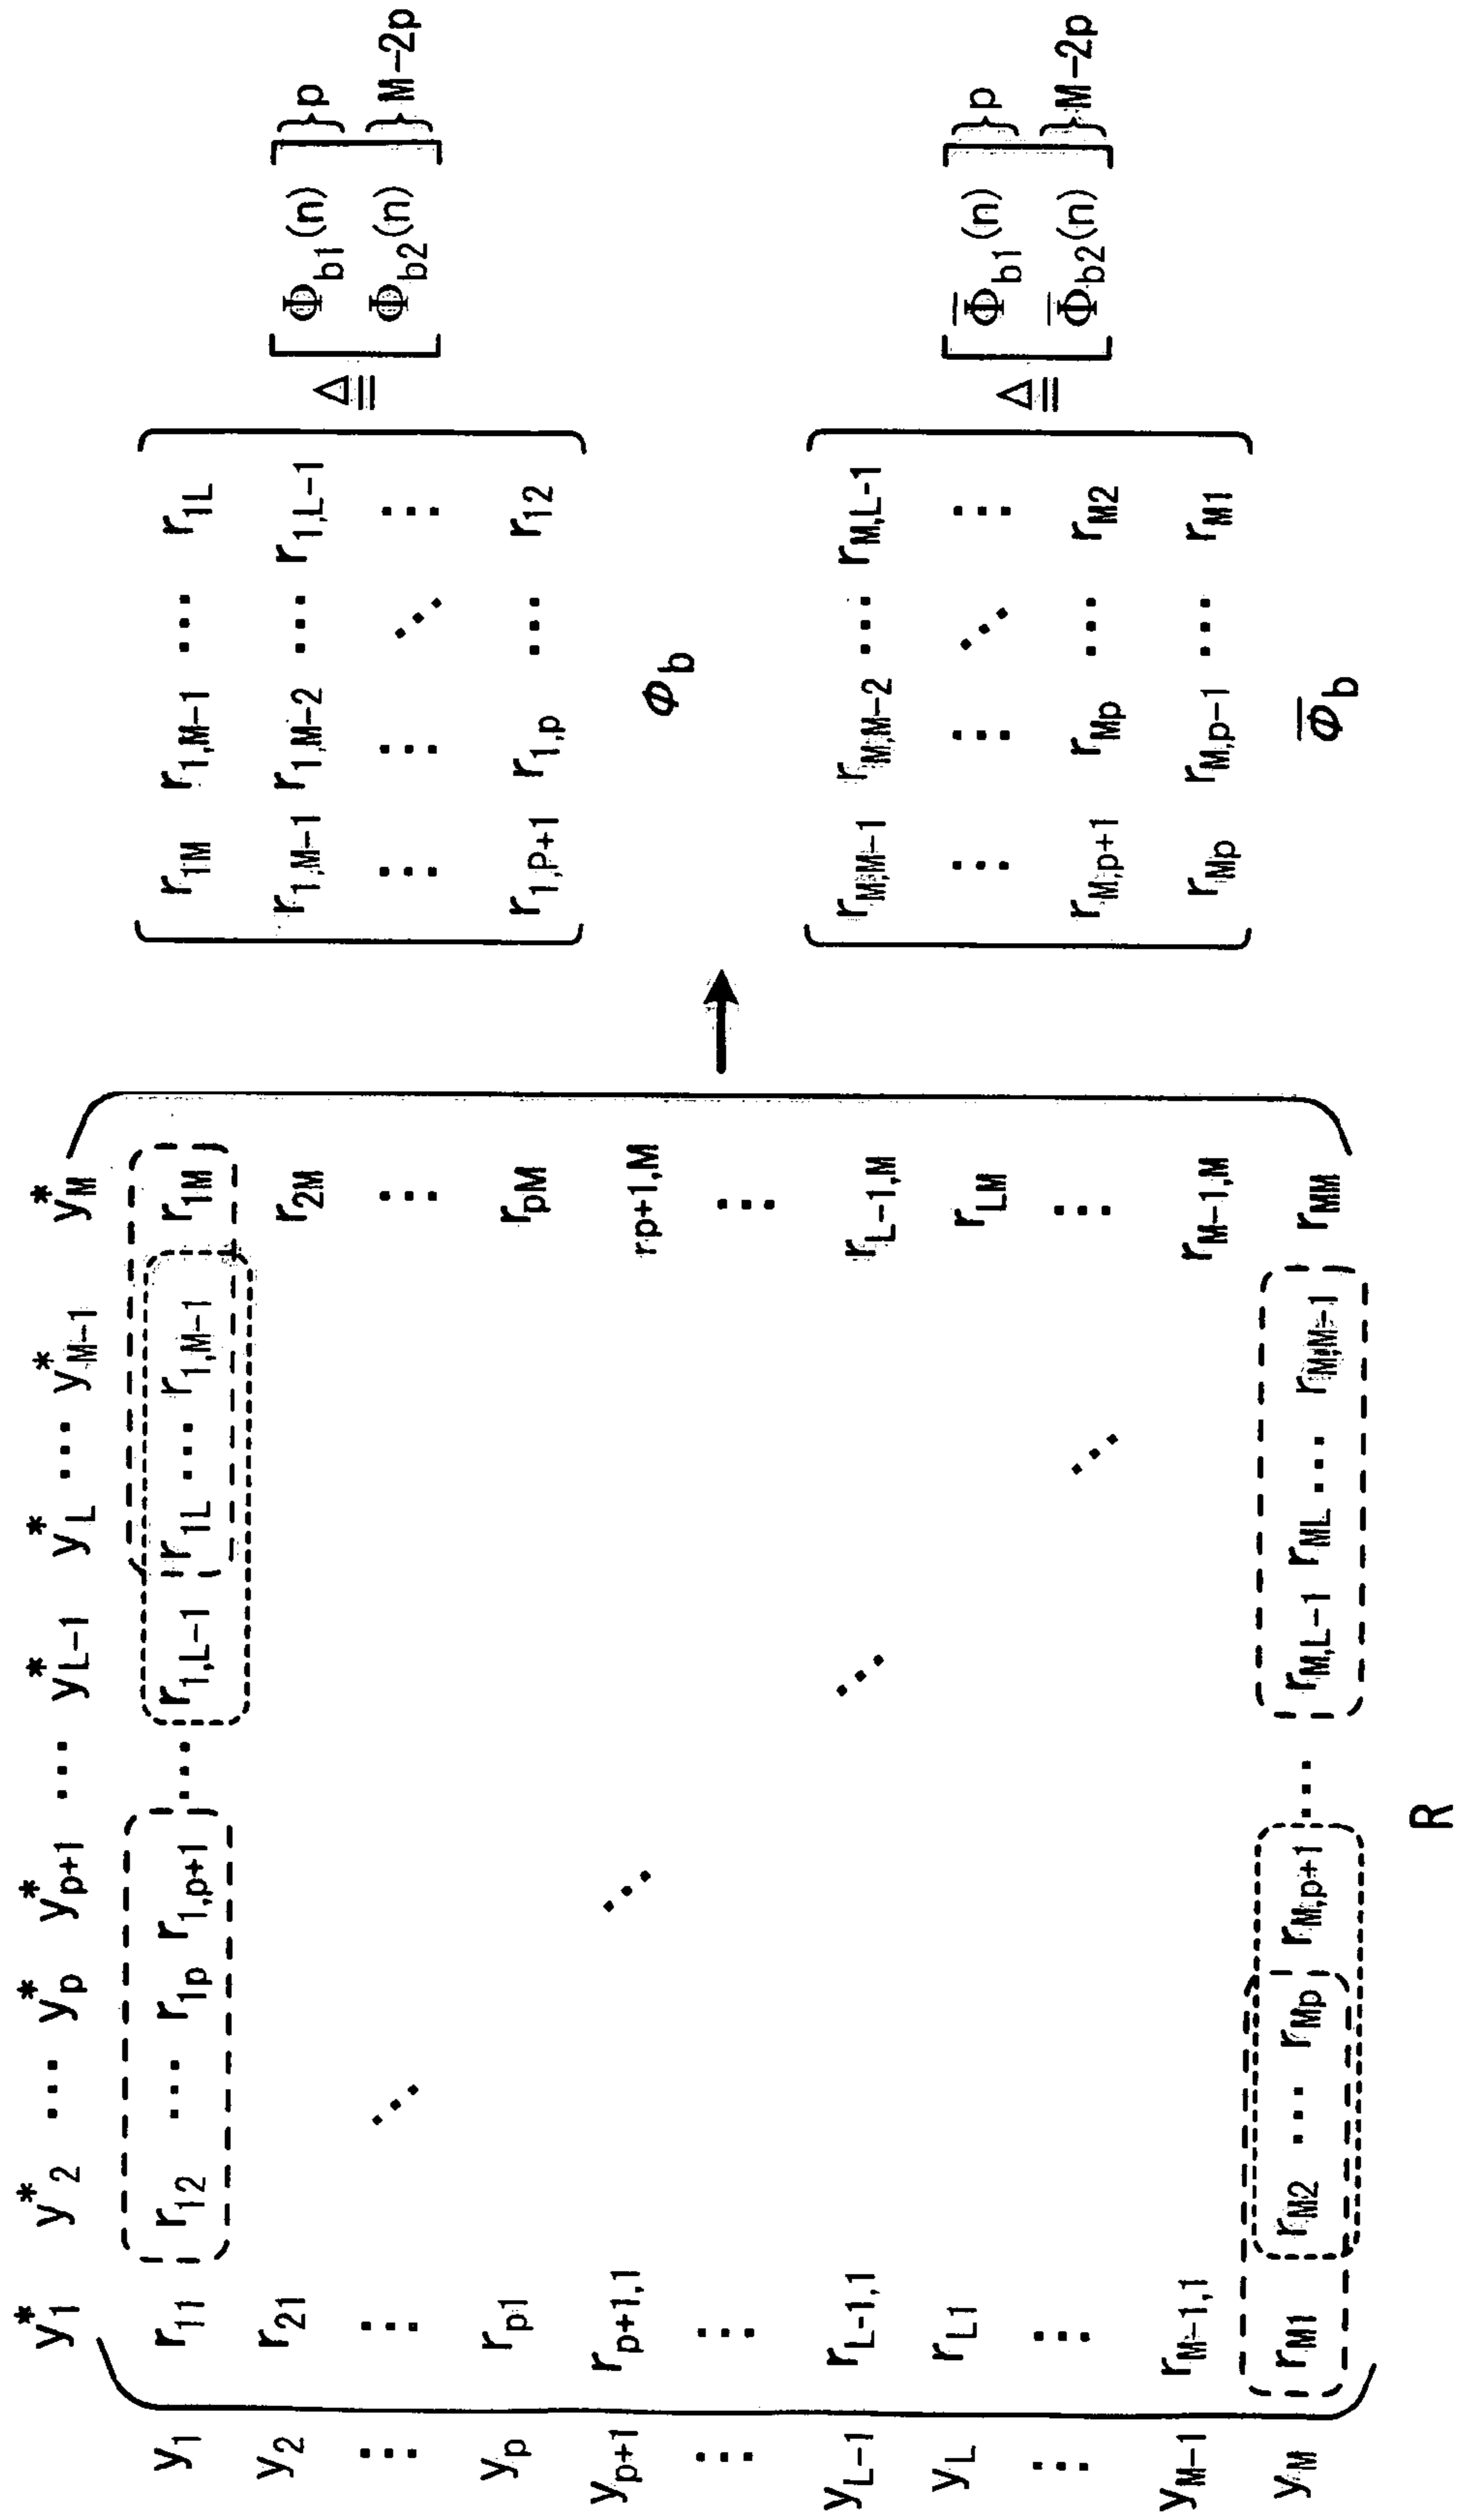 y*1 y*2 ... y*p y*p+1 ... y*L-1 y*L ... y*M-1 y*M
y1 r11 r12 ... r1p r1,p+1 ... r1,L-1 r1L ... r1,M-1 r1M
y2 r21 r2M
⋮ ⋮ ⋱ ⋮
yp rp1 rpM
yp+1 rp+1,1 ⋱ rp+1,M
⋮ ⋮ ⋮
yL-1 rL-1,1 ⋱ rL-1,M
yL rL1 rLM
⋮ ⋮ ⋱ ⋮
yM-1 rM-1,1 rM-1,M
yM rM1 rM2 ... rMp rM,p+1 ... rM,L-1 rML ... rM,M-1 rMM
R
→
r1M r1,M-1 ... r1L
r1,M-1 r1,M-2 ... r1,L-1
⋮ ⋮ ⋱ ⋮
r1,p+1 r1,p ... r12
Φb
≜ [Φb1(n)] }p
[Φb2(n)] }M-2p
rM,M-1 rM,M-2 ... rM,L-1
⋮ ⋮ ⋱ ⋮
rM,p+1 rMp ... rM2
rMp rM,p-1 ... rM1
Φ̄b
≜ [Φ̄b1(n)] }p
[Φ̄b2(n)] }M-2p